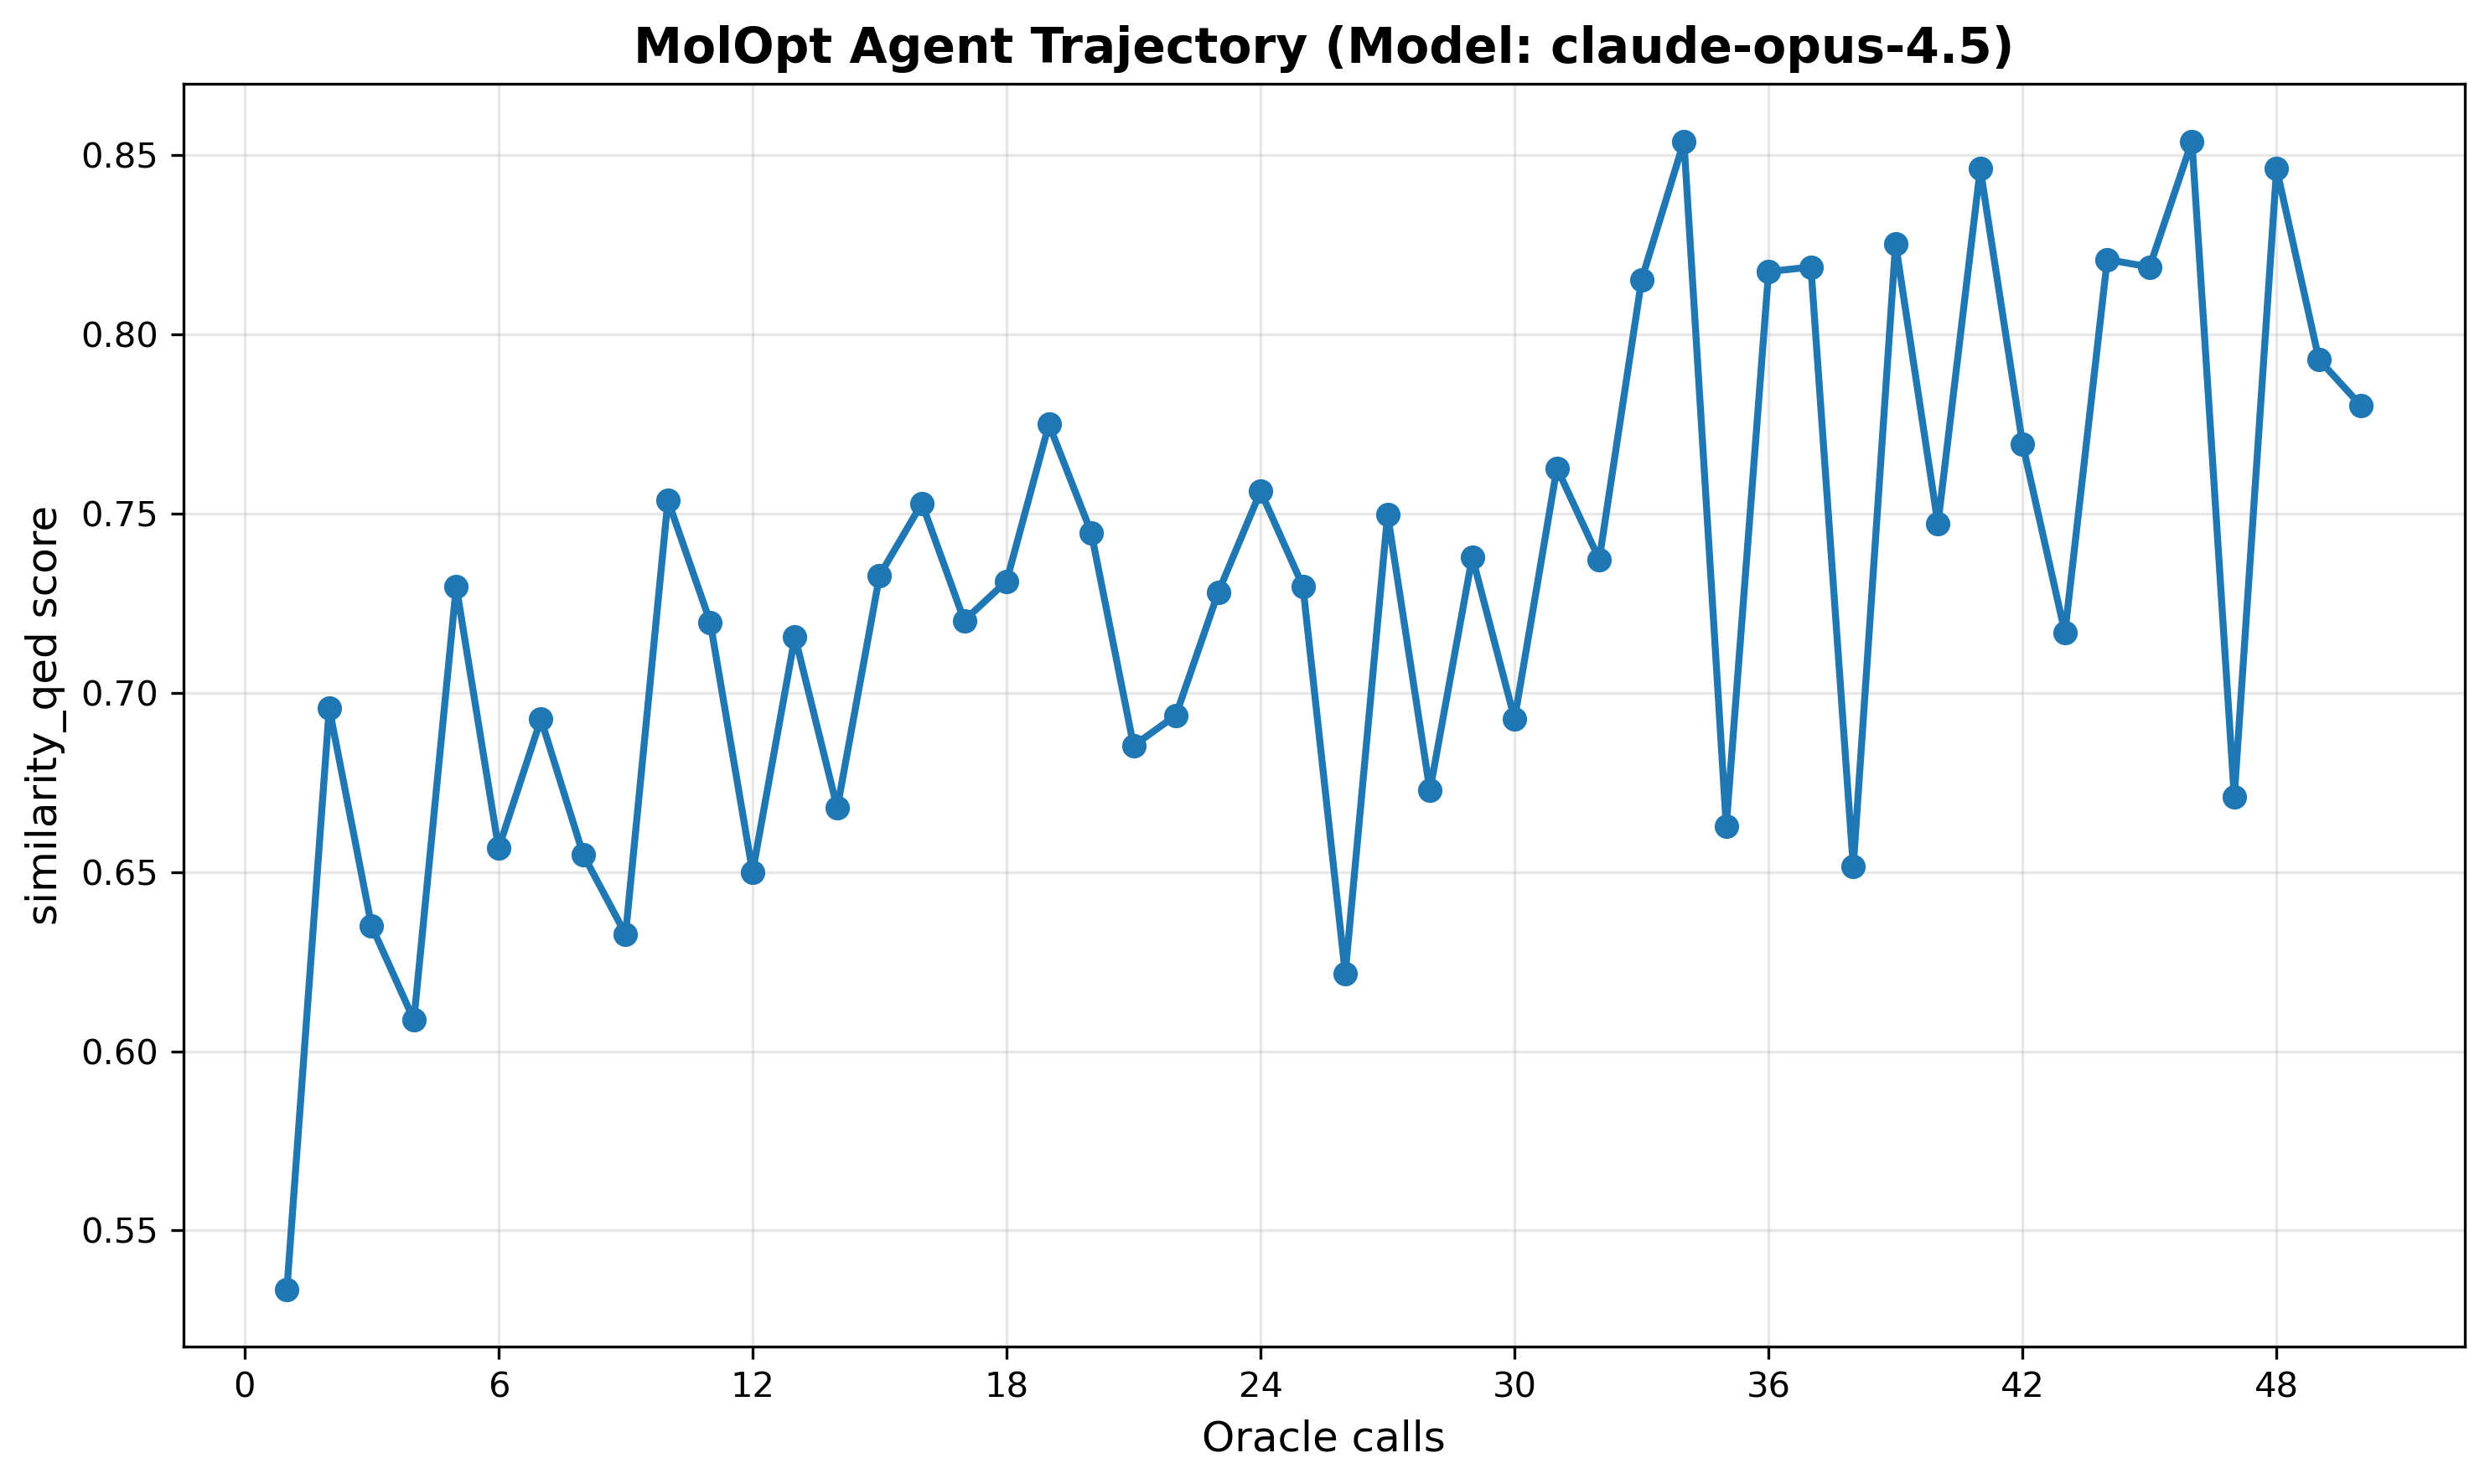 MolOpt Agent Trajectory (Model: claude-opus-4.5)
similarity_qed score
0.85
0.80
0.75
0.70
0.65
0.60
0.55
0 6 12 18 24 30 36 42 48
Oracle calls